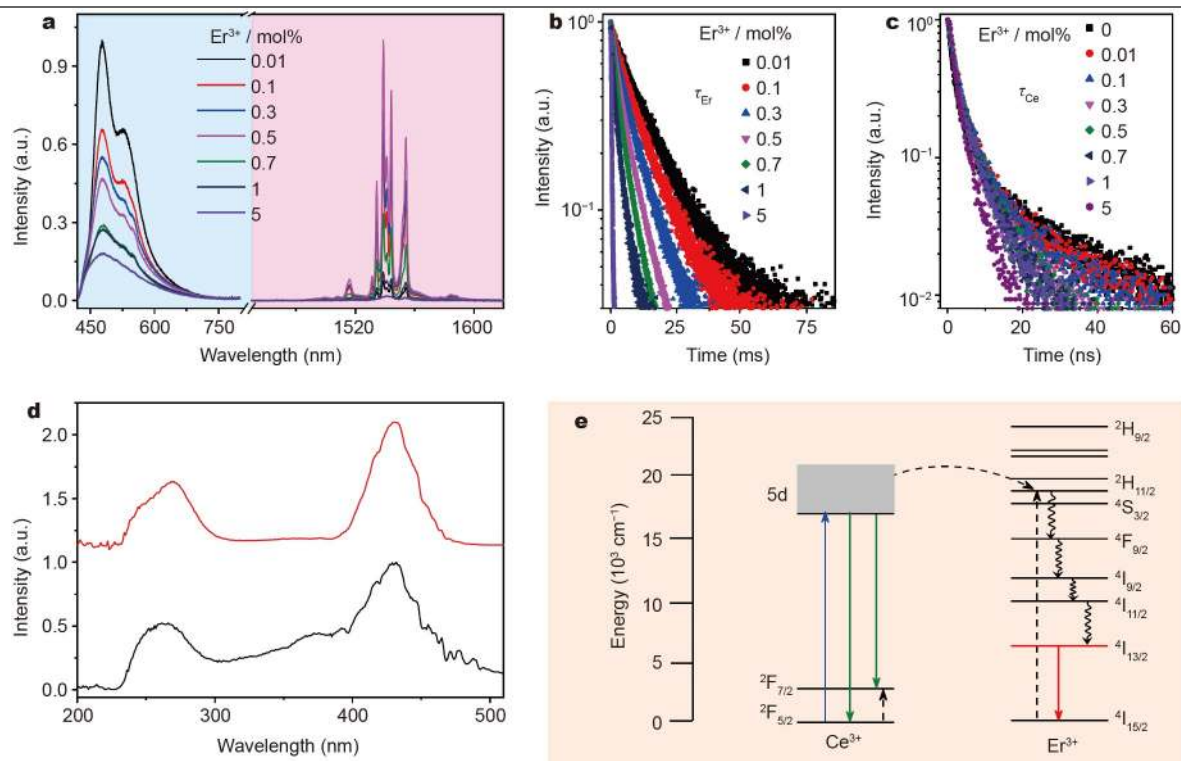 a
Er³⁺ / mol%
0.01
0.1
0.3
0.5
0.7
1
5
0.9
0.6
0.3
0.0
Intensity (a.u.)
450 600 750 1520 1600
Wavelength (nm)
b
Er³⁺ / mol%
0.01
0.1
0.3
0.5
0.7
1
5
τEr
10⁰
10⁻¹
Intensity (a.u.)
0 25 50 75
Time (ms)
c
Er³⁺ / mol%
0
0.01
0.1
0.3
0.5
0.7
1
5
τCe
10⁰
10⁻¹
10⁻²
Intensity (a.u.)
0 20 40 60
Time (ns)
d
2.0
1.5
1.0
0.5
0.0
Intensity (a.u.)
200 300 400 500
Wavelength (nm)
e
25
20
15
10
5
0
Energy (10³ cm⁻¹)
5d
²F₇/₂
²F₅/₂
Ce³⁺
²H₉/₂
²H₁₁/₂
⁴S₃/₂
⁴F₉/₂
⁴I₉/₂
⁴I₁₁/₂
⁴I₁₃/₂
⁴I₁₅/₂
Er³⁺